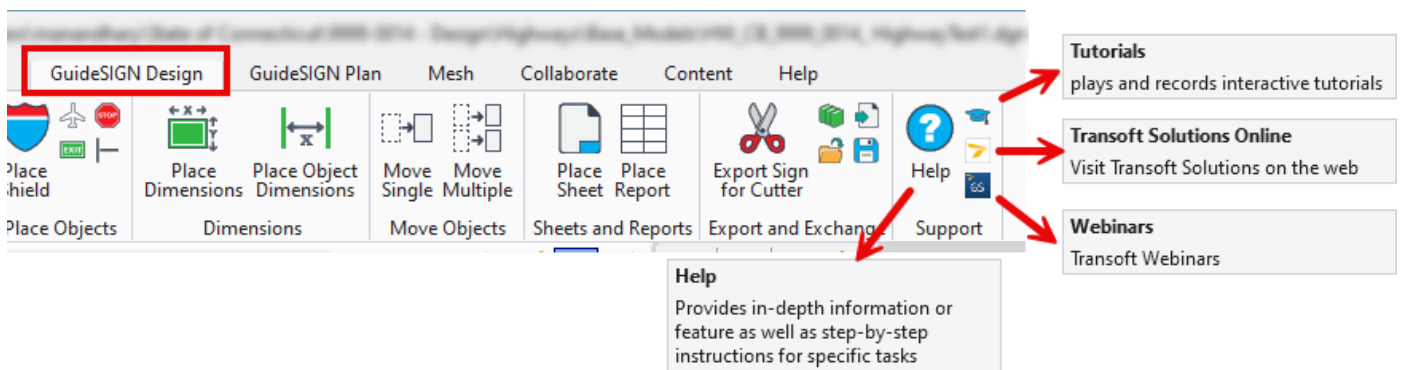 GuideSIGN Design GuideSIGN Plan Mesh Collaborate Content Help
STOP
EXIT
X
Y
X
GS
Place Shield
Place Dimensions
Place Object Dimensions
Move Single
Move Multiple
Place Sheet
Place Report
Export Sign for Cutter
Help
Place Objects Dimensions Move Objects Sheets and Reports Export and Exchange Support
Tutorials
plays and records interactive tutorials
Transoft Solutions Online
Visit Transoft Solutions on the web
Webinars
Transoft Webinars
Help
Provides in-depth information or
feature as well as step-by-step
instructions for specific tasks